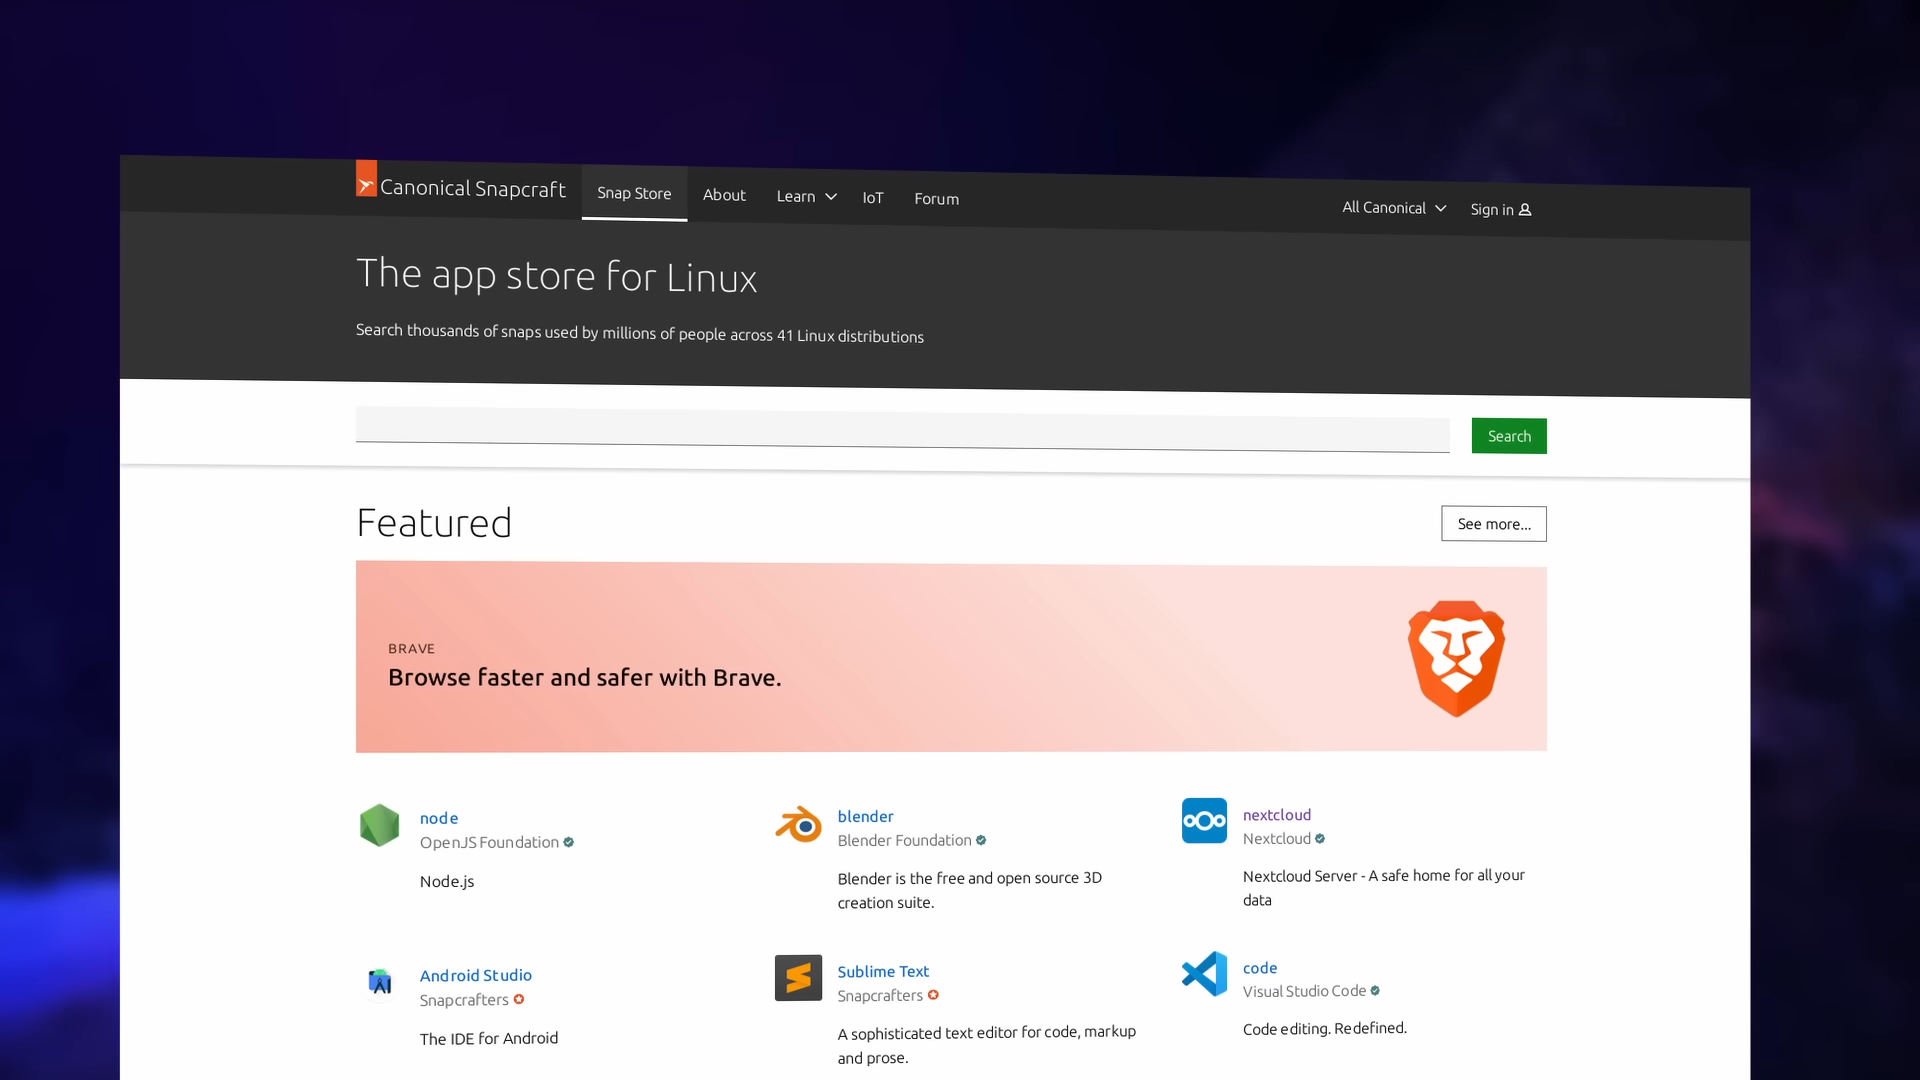 Canonical Snapcraft
Snap Store
About
Learn
IoT
Forum
All Canonical
Sign in
The app store for Linux
Search thousands of snaps used by millions of people across 41 Linux distributions
Search
Featured
See more...
BRAVE
Browse faster and safer with Brave.
node
OpenJS Foundation
Node.js
blender
Blender Foundation
Blender is the free and open source 3D
creation suite.
nextcloud
Nextcloud
Nextcloud Server - A safe home for all your
data
Android Studio
Snapcrafters
The IDE for Android
Sublime Text
Snapcrafters
A sophisticated text editor for code, markup
and prose.
code
Visual Studio Code
Code editing. Redefined.